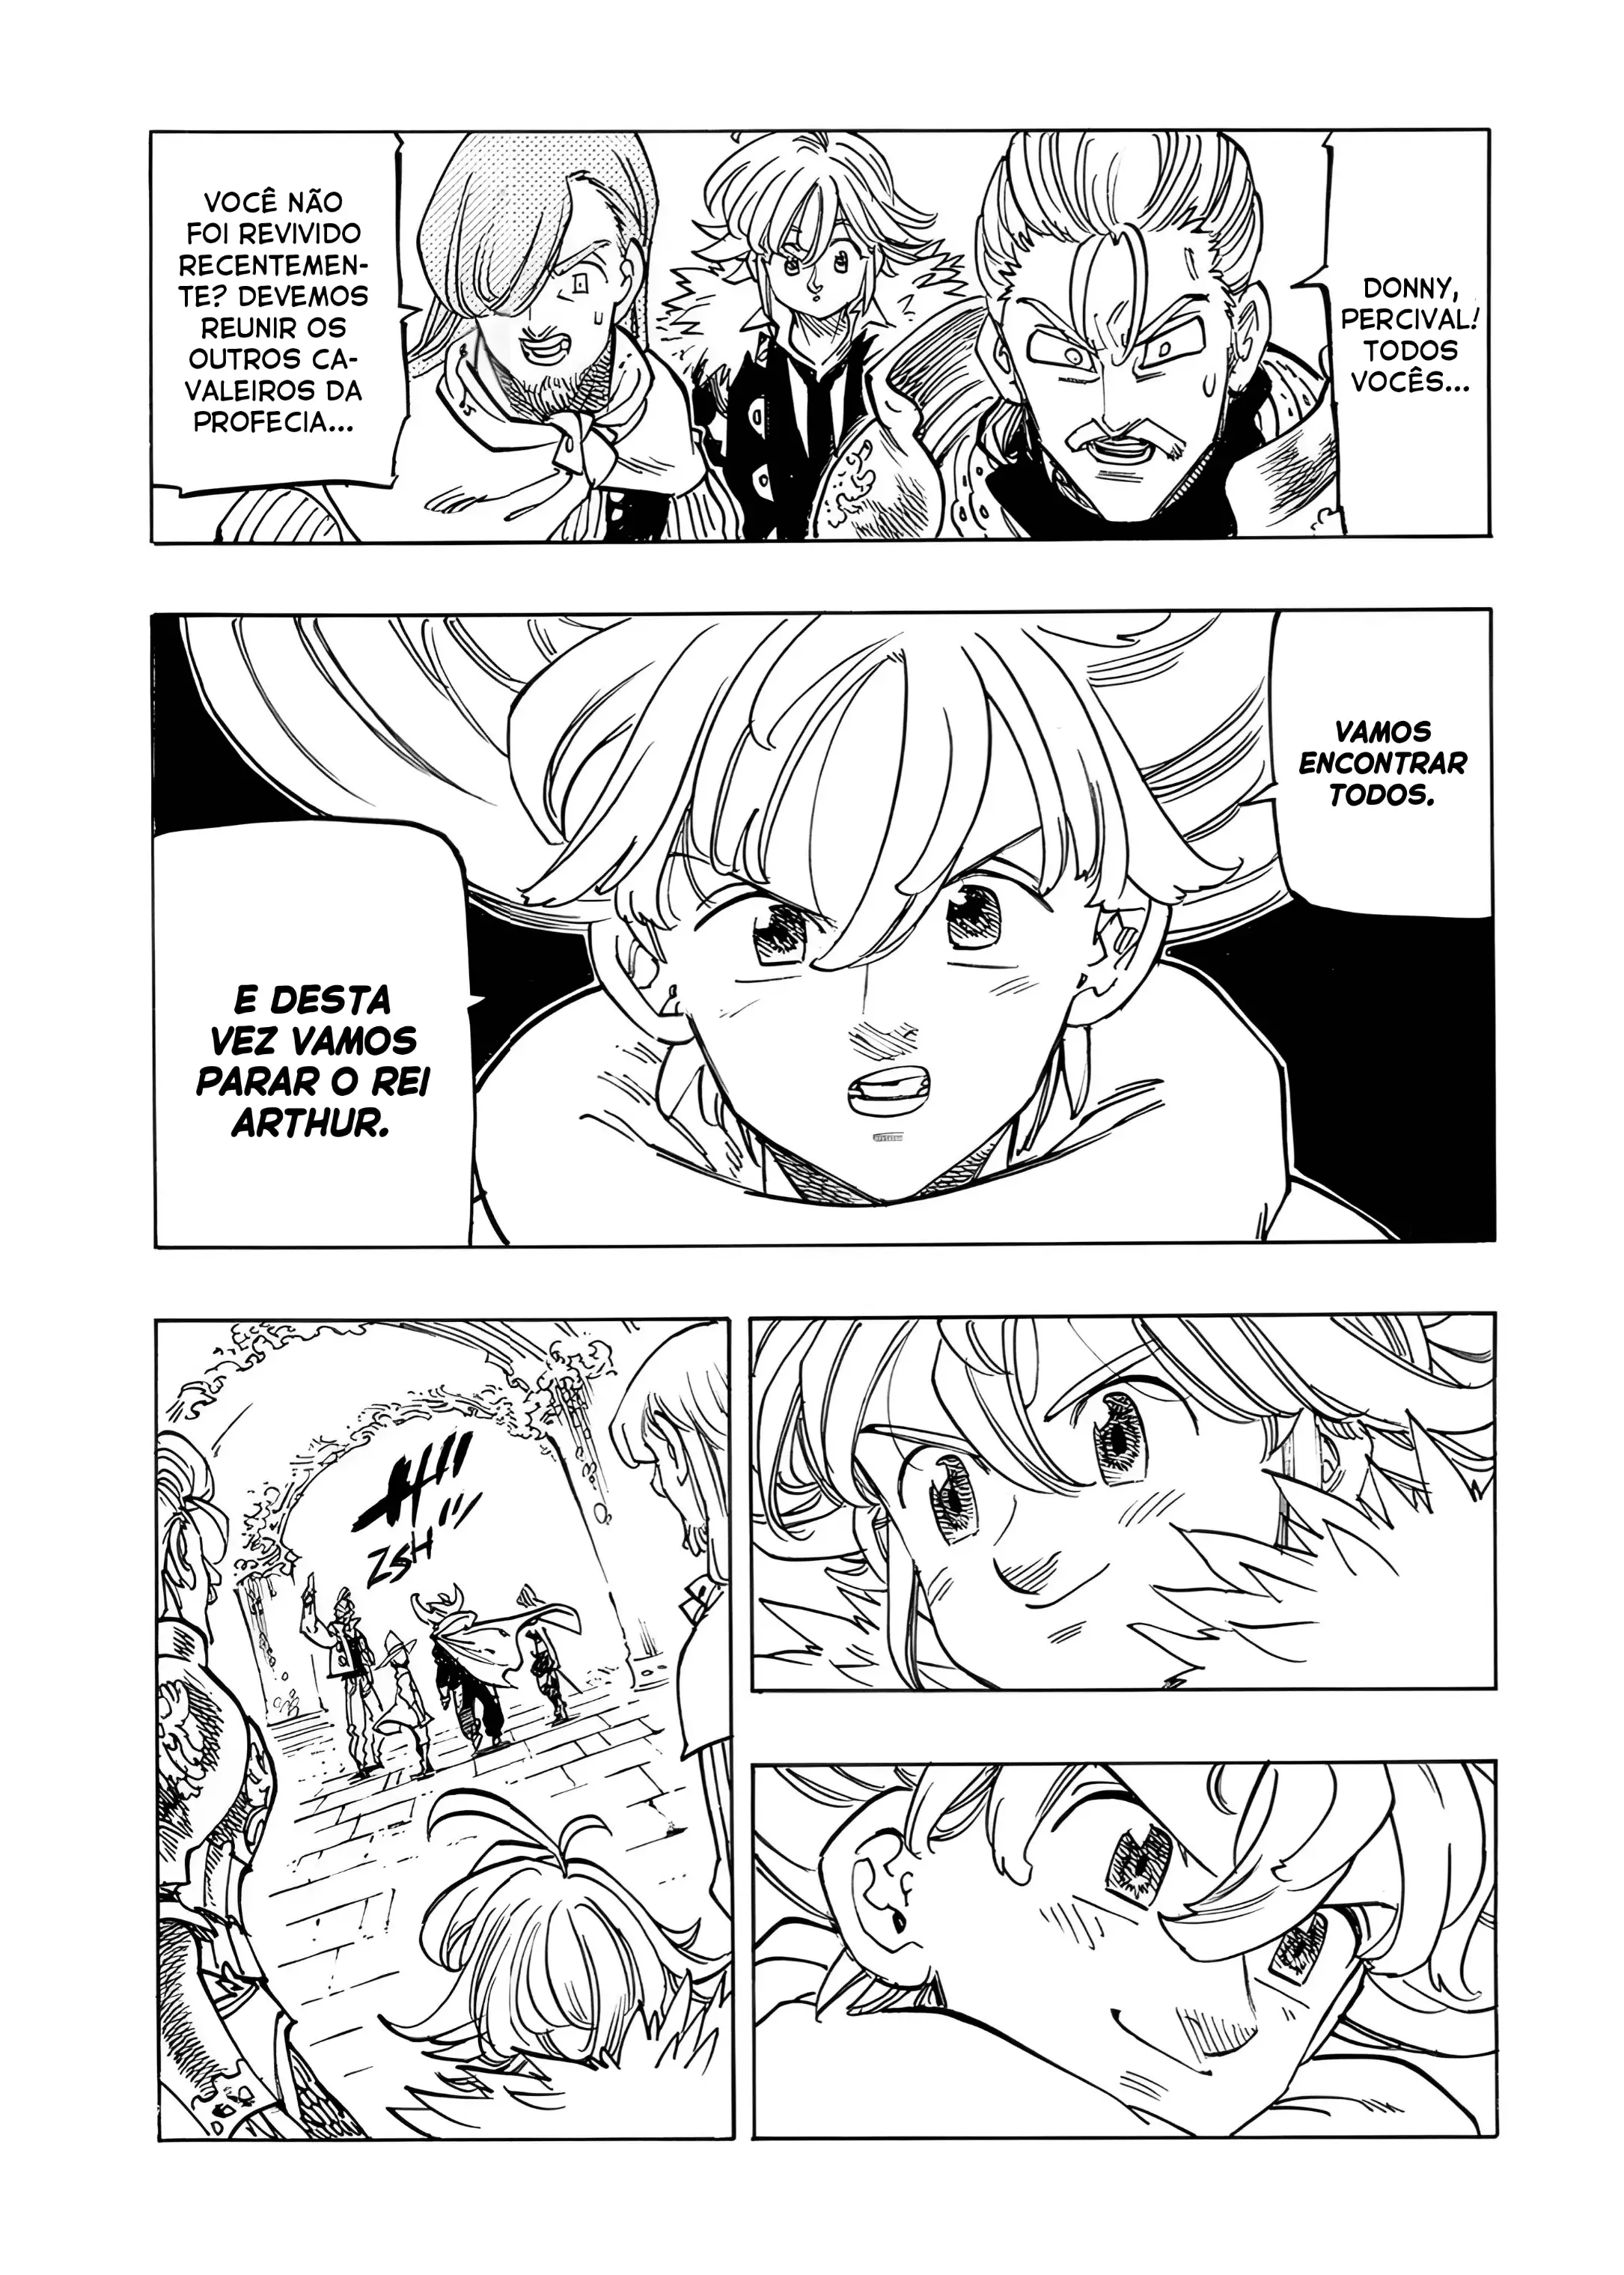 DONNY,
PERCIVAL!
TODOS
VOCÊS...
VOCÊ NÃO
FOI REVIVIDO
RECENTEMEN-
TE? DEVEMOS
REUNIR OS
OUTROS CA-
VALEIROS DA
PROFECIA...
VAMOS
ENCONTRAR
TODOS.
E DESTA
VEZ VAMOS
PARAR O REI
ARTHUR.
ZSH